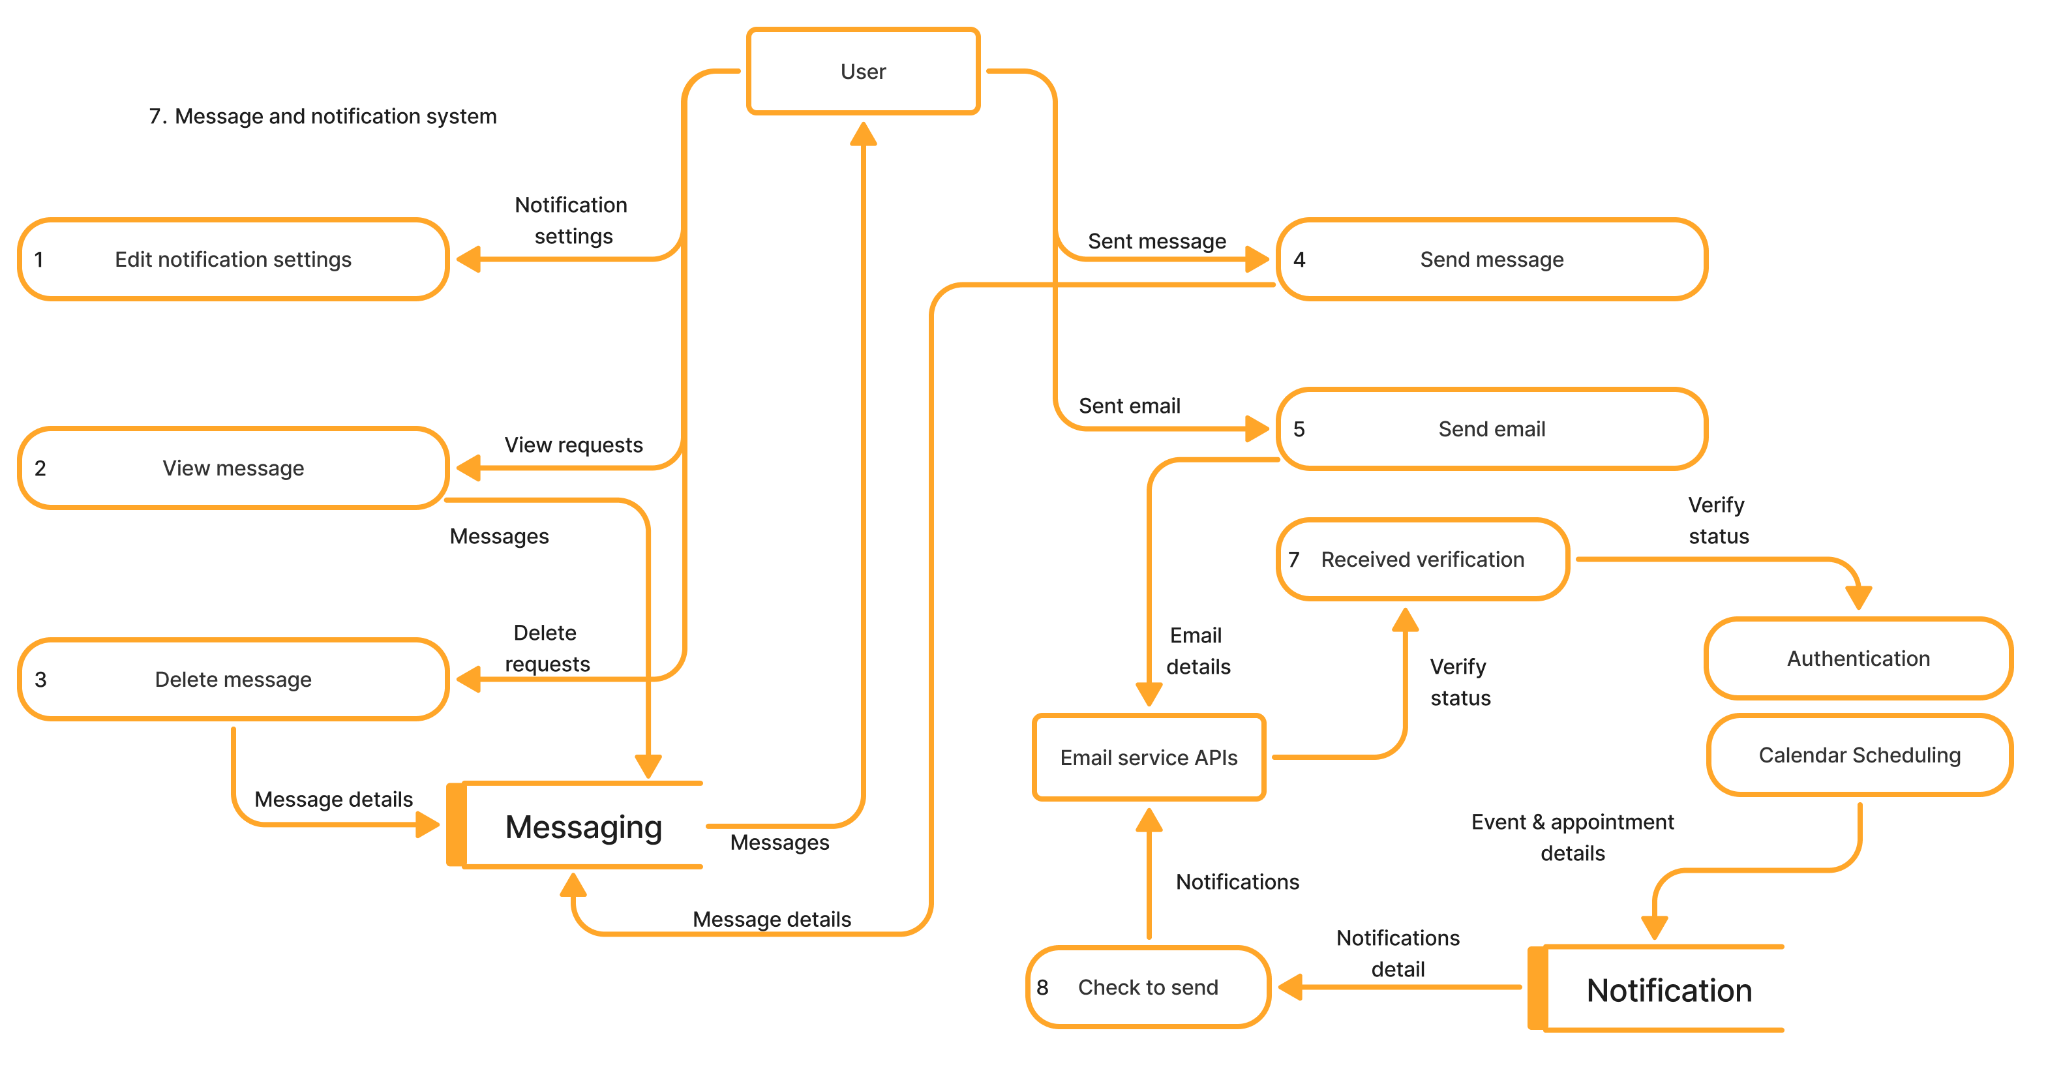 User
7. Message and notification system
Notification
settings
1 Edit notification settings
Sent message
4 Send message
View requests
2 View message
Messages
Sent email
5 Send email
Verify
status
7 Received verification
Delete
requests
3 Delete message
Email
details
Verify
status
Authentication
Email service APIs
Calendar Scheduling
Message details
Messaging
Messages
Event & appointment
details
Notifications
Message details
Notifications
detail
8 Check to send
Notification